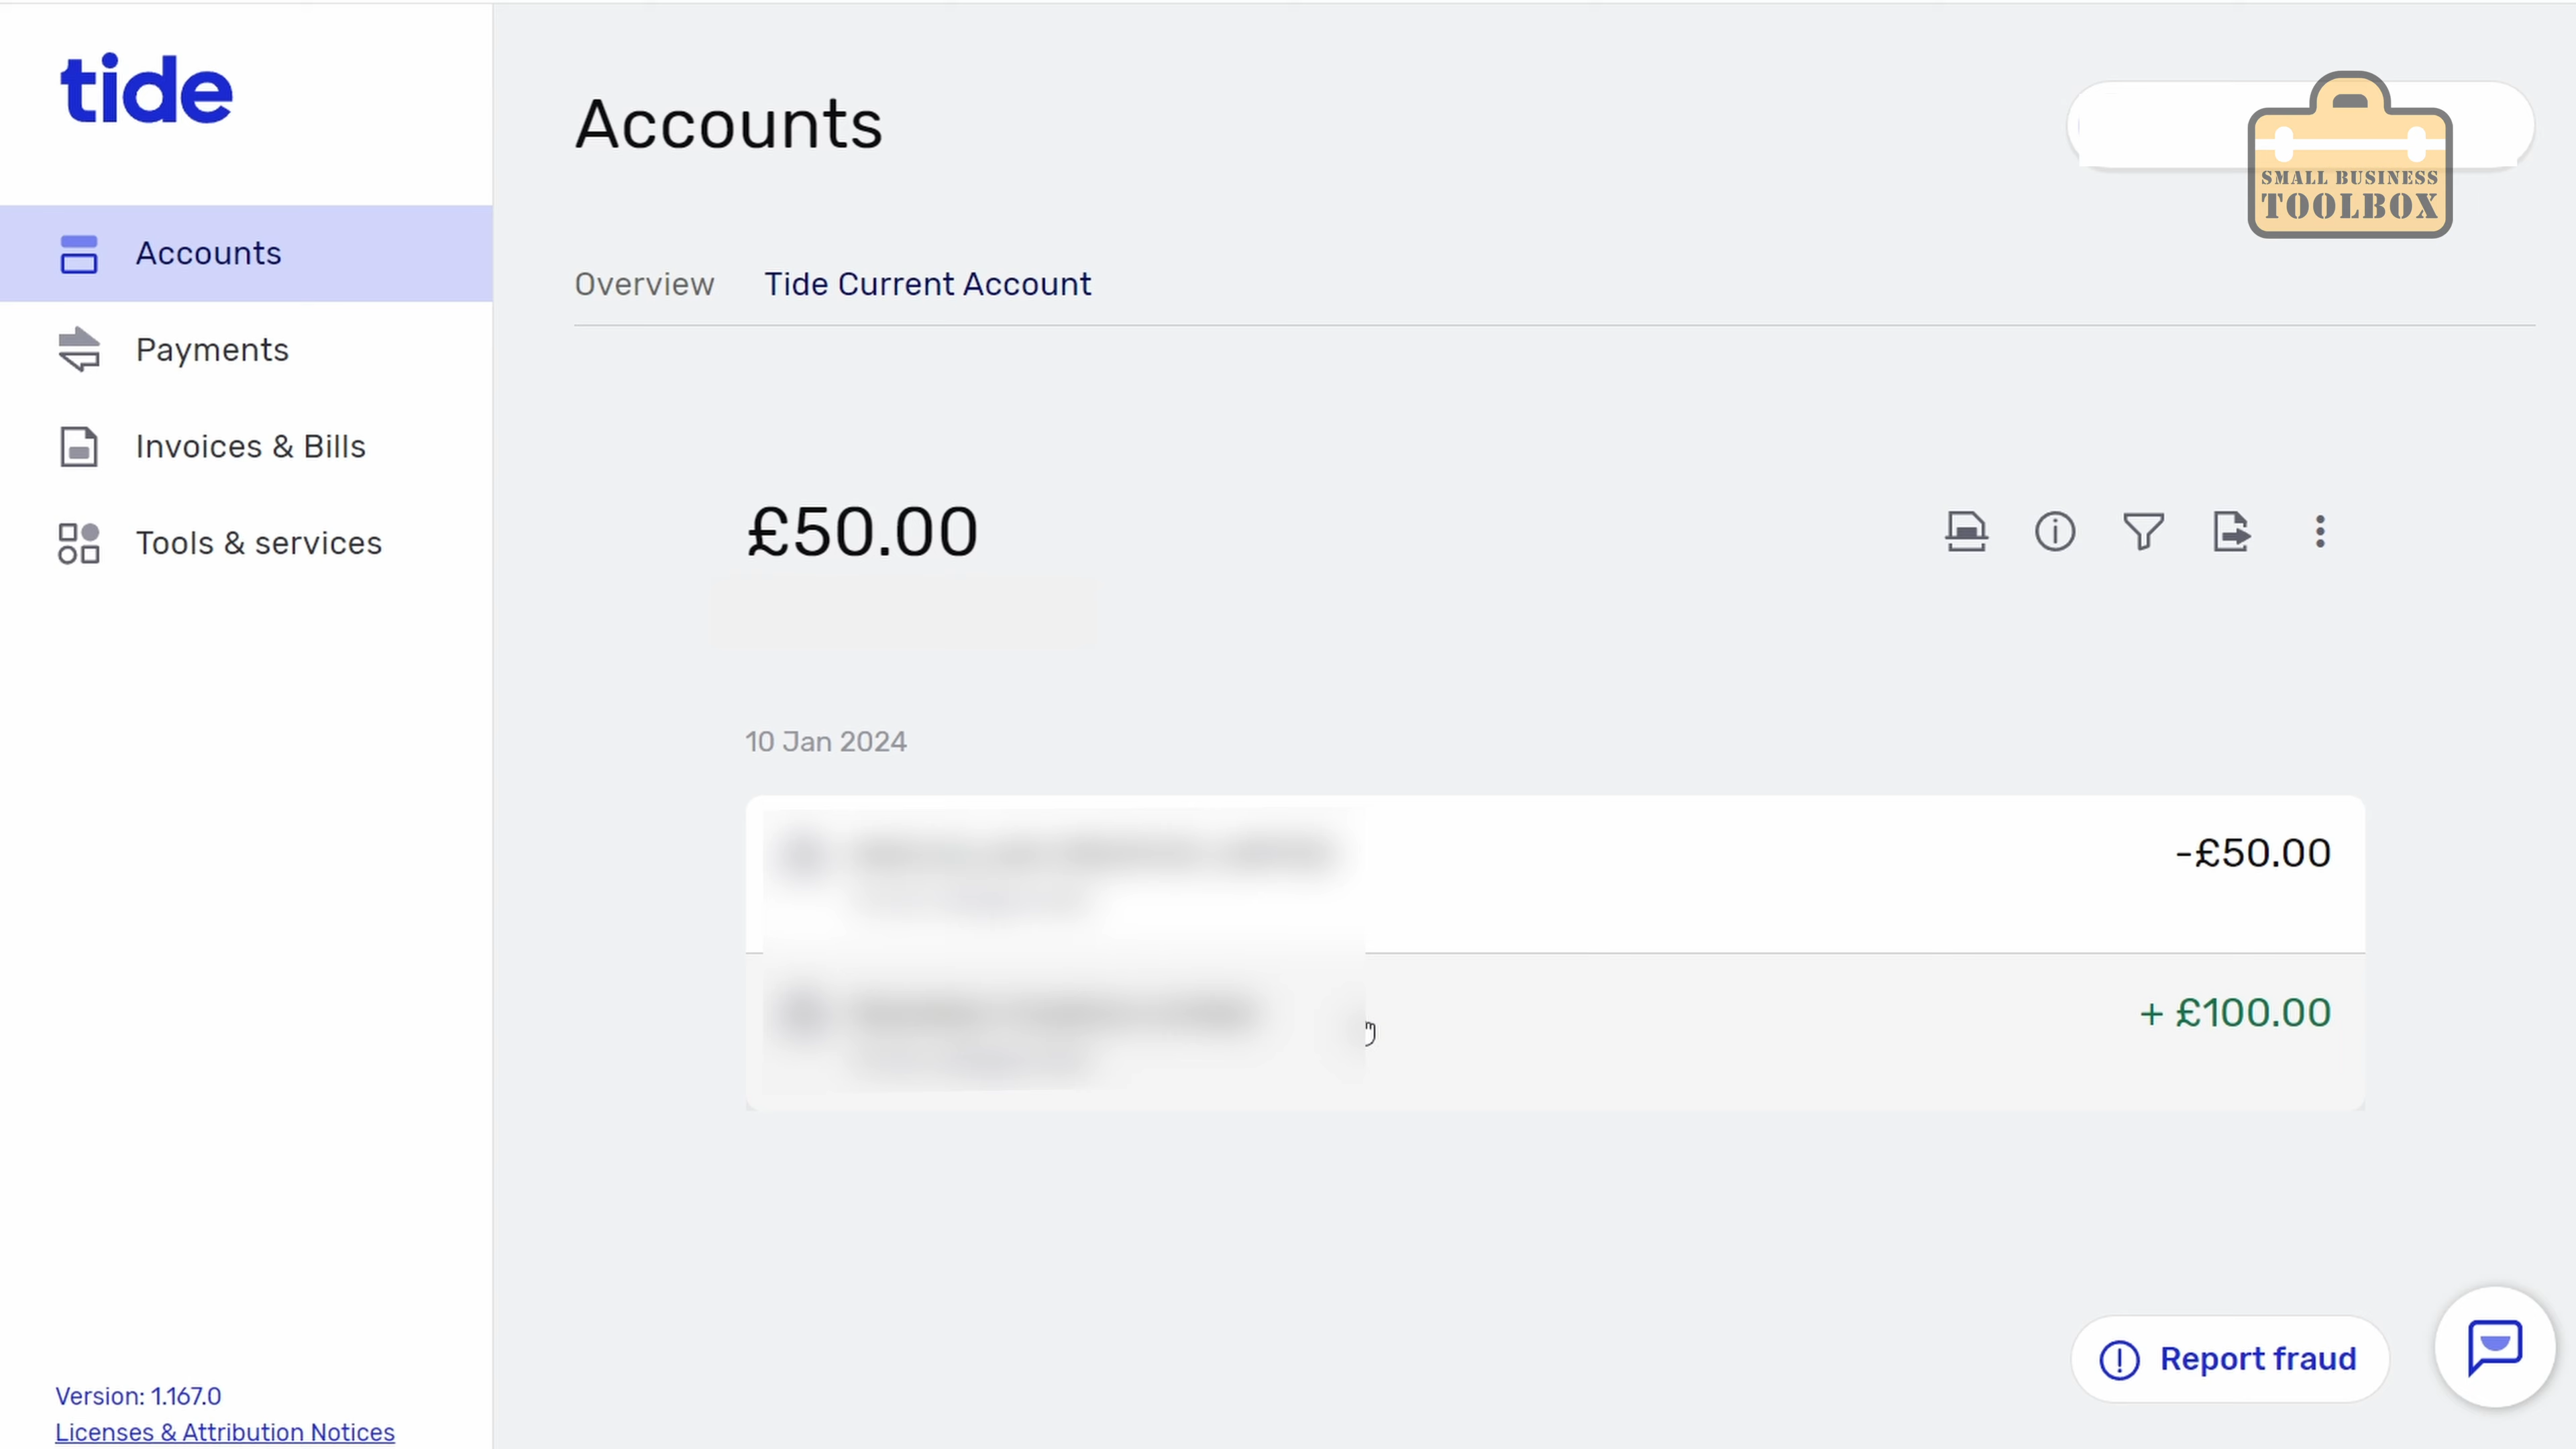 tide
Accounts
SMALL BUSINESS
TOOLBOX
Accounts
Overview
Tide Current Account
Payments
Invoices & Bills
Tools & services
£50.00
10 Jan 2024
-£50.00
+ £100.00
Report fraud
Version: 1.167.0
Licenses & Attribution Notices